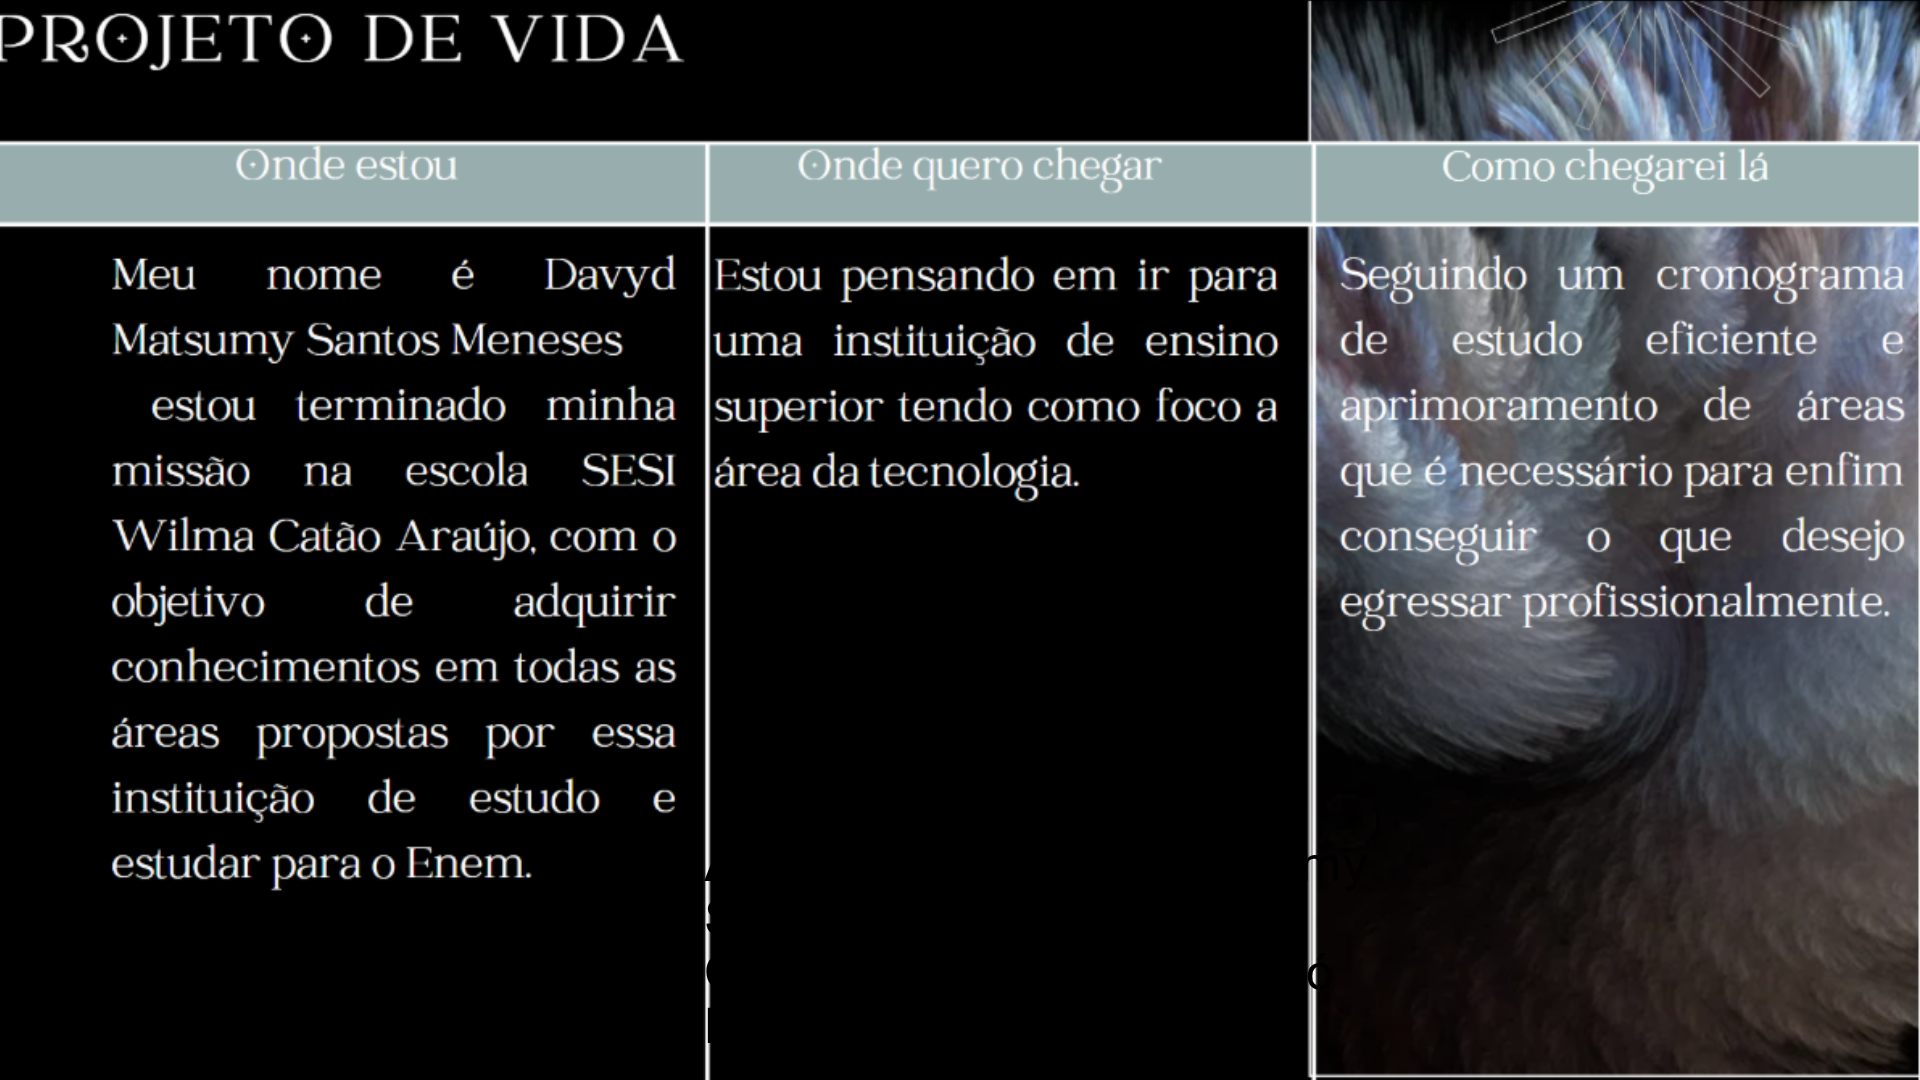 PROJETO DE VIDA
Onde estou
Meu nome é Davyd
Matsumy Santos Meneses
estou terminado minha
missão na escola SESI
Wilma Catão Araújo, com o
objetivo de adquirir
conhecimentos em todas as
áreas propostas por essa
instituição de estudo e
estudar para o Enem.
Onde quero chegar
Estou pensando em ir para
uma instituição de ensino
superior tendo como foco a
área da tecnologia.
Como chegarei lá
Seguindo um cronograma
de estudo eficiente e
aprimoramento de áreas
que é necessário para enfim
conseguir o que desejo
egressar profissionalmente.